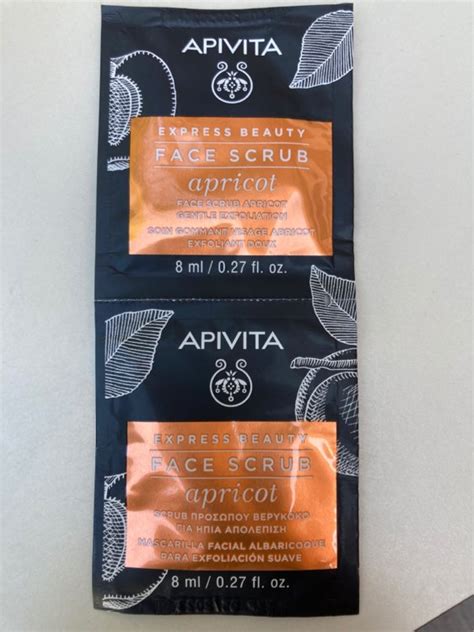 APIVITA
EXPRESS BEAUTY
FACE SCRUB
apricot
FACE SCRUB APRICOT
GENTLE EXFOLIATION
SOIN GOMMANT VISAGE ABRICOT
EXFOLIANT DOUX
8 ml / 0.27 fl. oz.
APIVITA
EXPRESS BEAUTY
FACE SCRUB
apricot
SCRUB ΠΡΟΣΩΠΟΥ ΒΕΡΥΚΟΚΟ
ΓΙΑ ΗΠΙΑ ΑΠΟΛΕΠΙΣΗ
MASCARILLA FACIAL ALBARICOQUE
PARA EXFOLIACIÓN SUAVE
8 ml / 0.27 fl. oz.